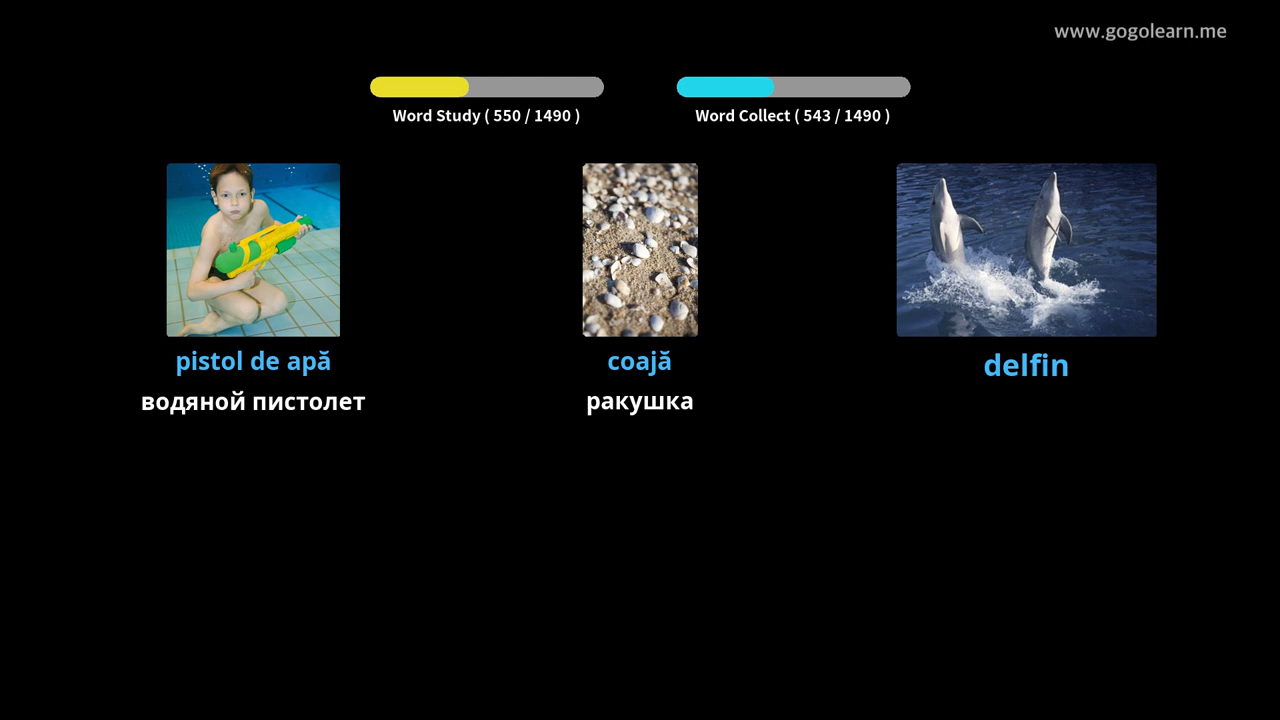 www.gogolearn.me
Word Study ( 550 / 1490 )
Word Collect ( 543 / 1490 )
pistol de apă
водяной пистолет
coajă
ракушка
delfin